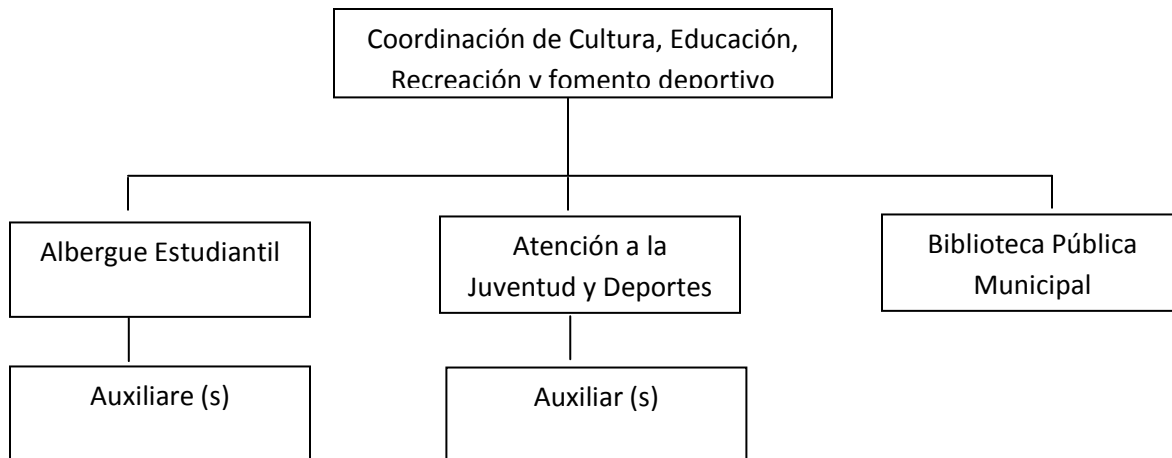 Coordinación de Cultura, Educación,
Recreación y fomento deportivo
Albergue Estudiantil
Atención a la
Juventud y Deportes
Biblioteca Pública
Municipal
Auxiliare (s)
Auxiliar (s)